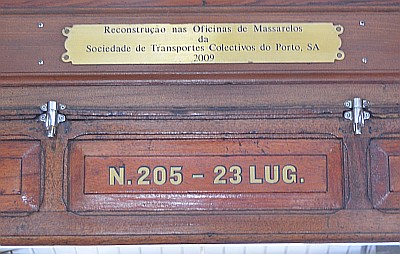 Reconstrução nas Oficinas de Massarelos
da
Sociedade de Transportes Colectivos do Porto, SA
2009
N. 205 – 23 LUG.